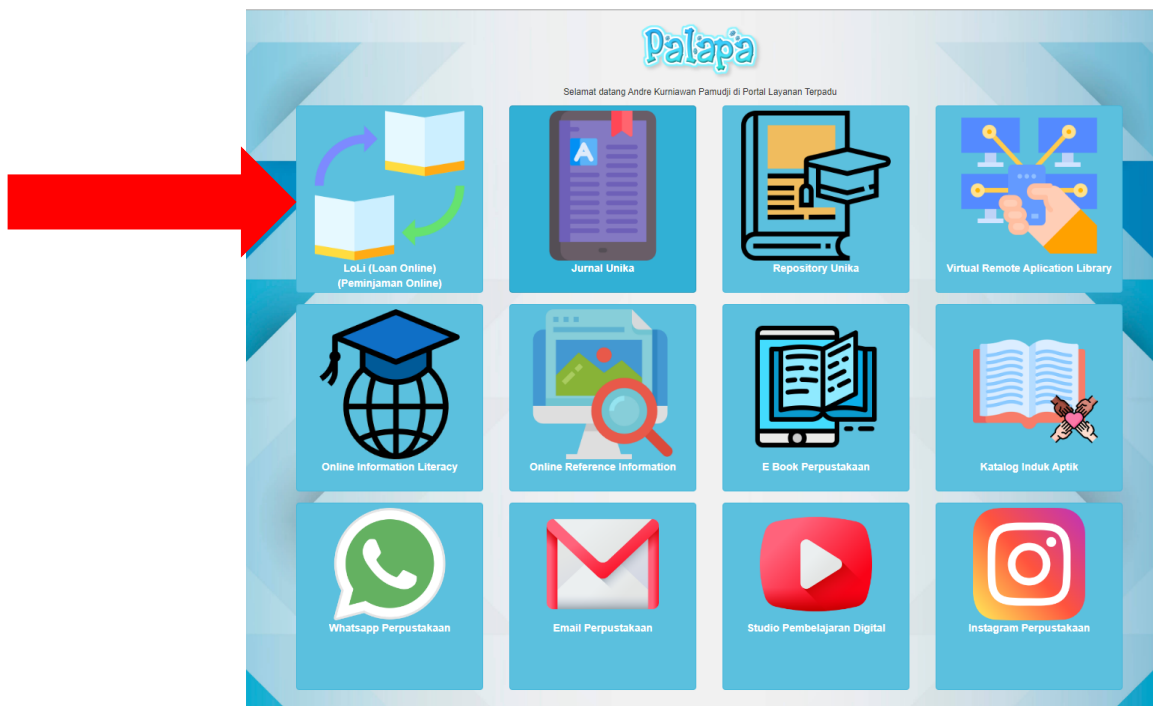 Palapa
Selamat datang Andre Kurniawan Pamudji di Portal Layanan Terpadu
LoLi (Loan Online)
(Peminjaman Online)
A
Jurnal Unika
Repository Unika
Virtual Remote Aplication Library
Online Information Literacy
Online Reference Information
E Book Perpustakaan
Katalog Induk Aptik
Whatsapp Perpustakaan
Email Perpustakaan
Studio Pembelajaran Digital
Instagram Perpustakaan